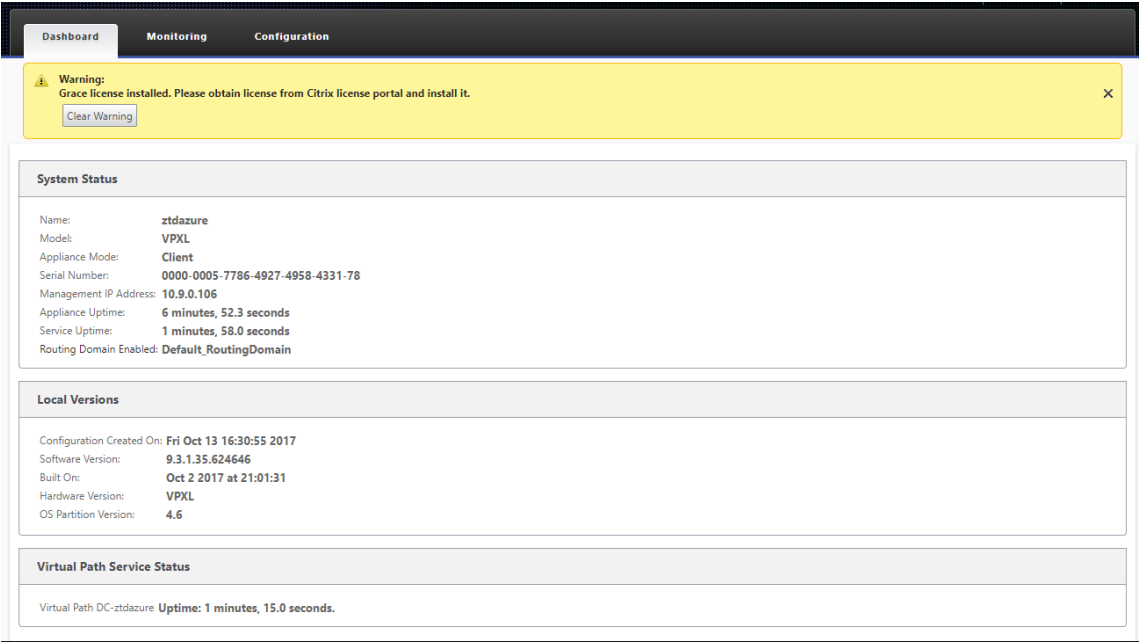 Dashboard Monitoring Configuration
Warning:
Grace license installed. Please obtain license from Citrix license portal and install it.
Clear Warning
System Status
Name: ztdazure
Model: VPXL
Appliance Mode: Client
Serial Number: 0000-0005-7786-4927-4958-4331-78
Management IP Address: 10.9.0.106
Appliance Uptime: 6 minutes, 52.3 seconds
Service Uptime: 1 minutes, 58.0 seconds
Routing Domain Enabled: Default_RoutingDomain
Local Versions
Configuration Created On: Fri Oct 13 16:30:55 2017
Software Version: 9.3.1.35.624646
Built On: Oct 2 2017 at 21:01:31
Hardware Version: VPXL
OS Partition Version: 4.6
Virtual Path Service Status
Virtual Path DC-ztdazure Uptime: 1 minutes, 15.0 seconds.